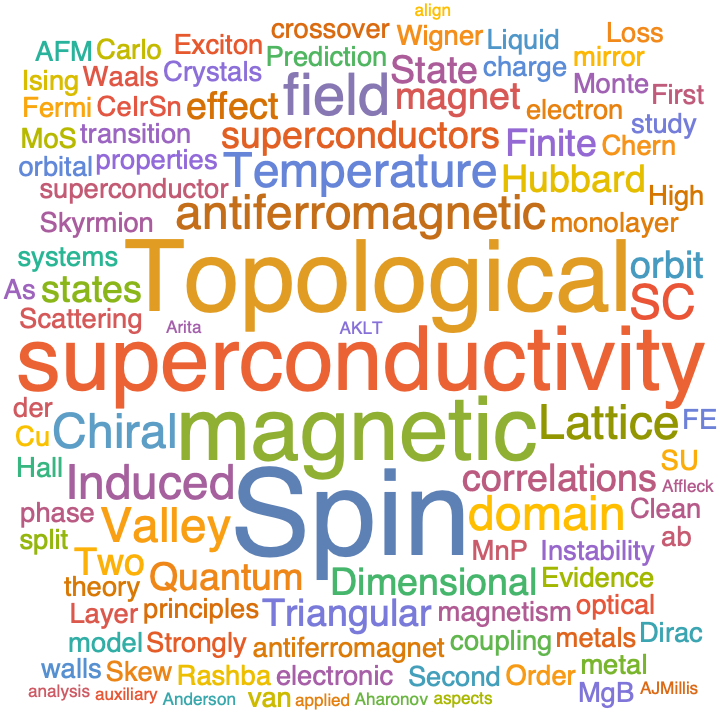 align
crossover Wigner Liquid Loss
AFM Carlo Exciton Prediction State charge mirror
Ising Waals Crystals field magnet Monte First
Fermi CeIrSn effect electron study
MoS transition superconductors Finite Chern
orbital properties Temperature Hubbard High
superconductor antiferromagnetic monolayer
Skyrmion
systems Topological orbit
As states SC
Scattering Arita AKLT
superconductivity
der Chiral magnetic Lattice FE
Cu
Hall Induced Spin correlations SU
Affleck
phase Valley domain Clean
split MnP Instability ab
Two Quantum Dimensional Evidence
theory
Layer principles Triangular magnetism optical
model Strongly antiferromagnet coupling metals Dirac
walls Skew Rashba electronic Second Order metal
analysis auxiliary Anderson van applied Aharonov aspects MgB AJMillis